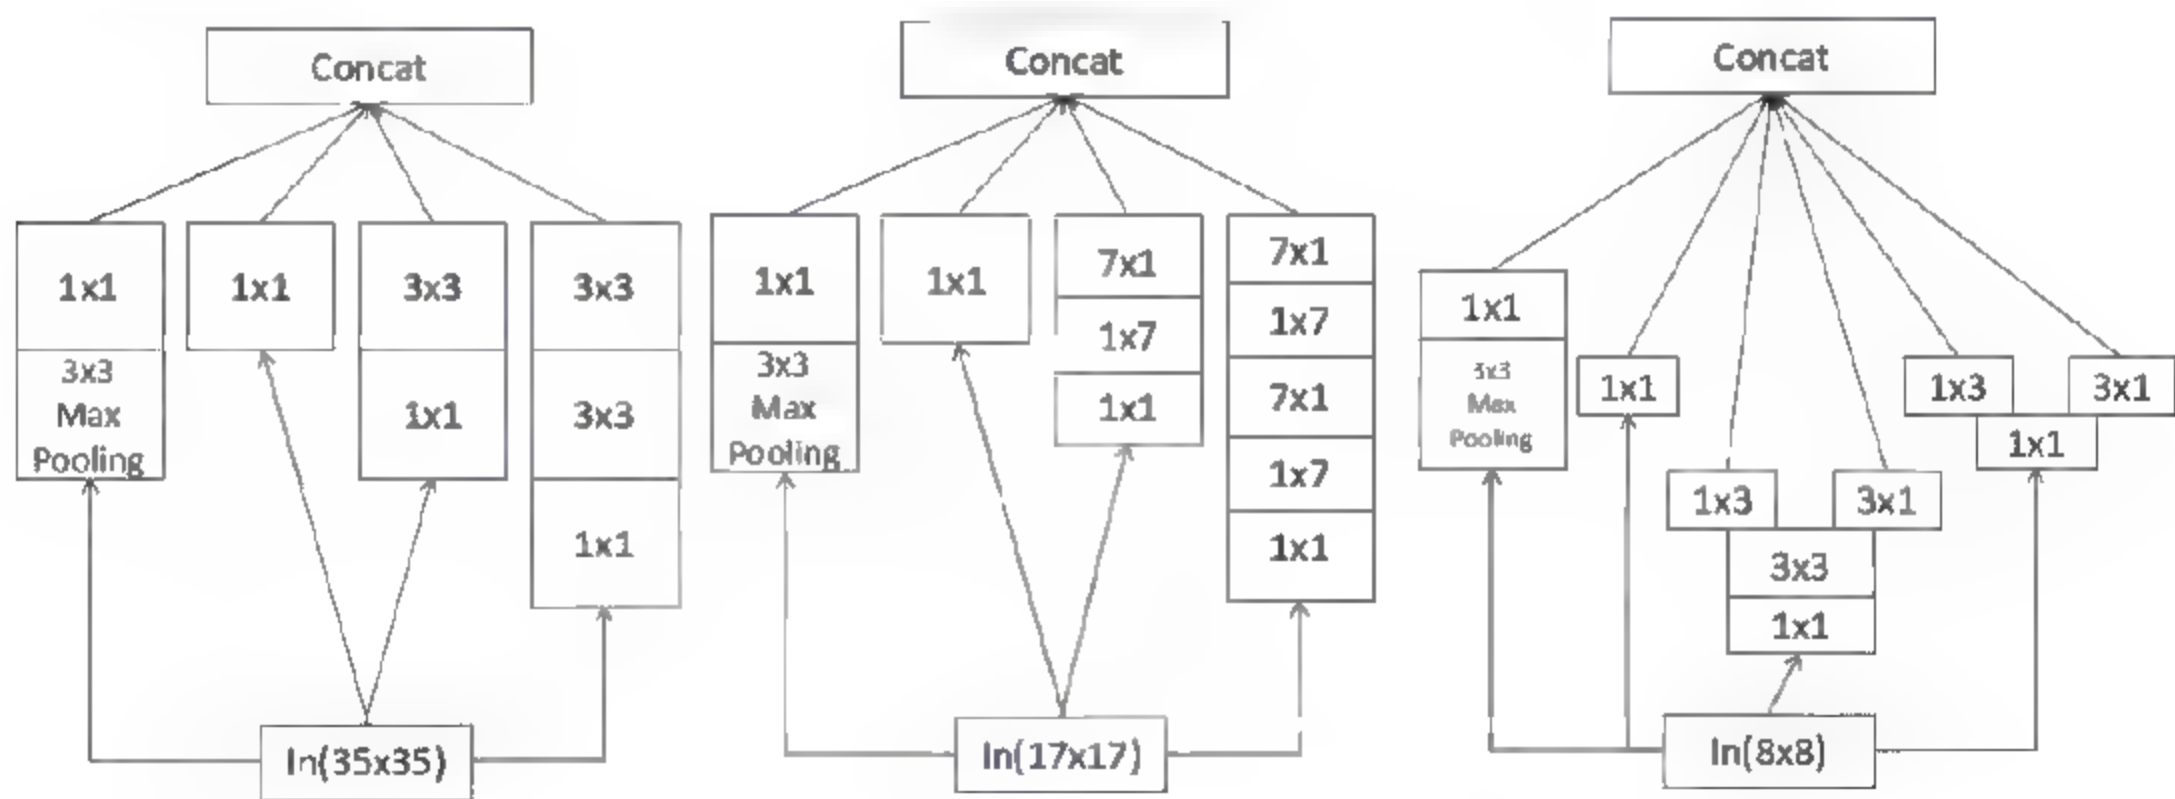 Concat
1x1
1x1
3x3
3x3
3x3
Max
Pooling
1x1
3x3
1x1
In(35x35)
Concat
1x1
1x1
7x1
7x1
1x7
1x7
3x3
Max
Pooling
1x1
7x1
1x7
1x1
In(17x17)
Concat
1x1
3x3
Max
Pooling
1x1
1x3
3x1
1x1
1x3
3x1
3x3
1x1
In(8x8)